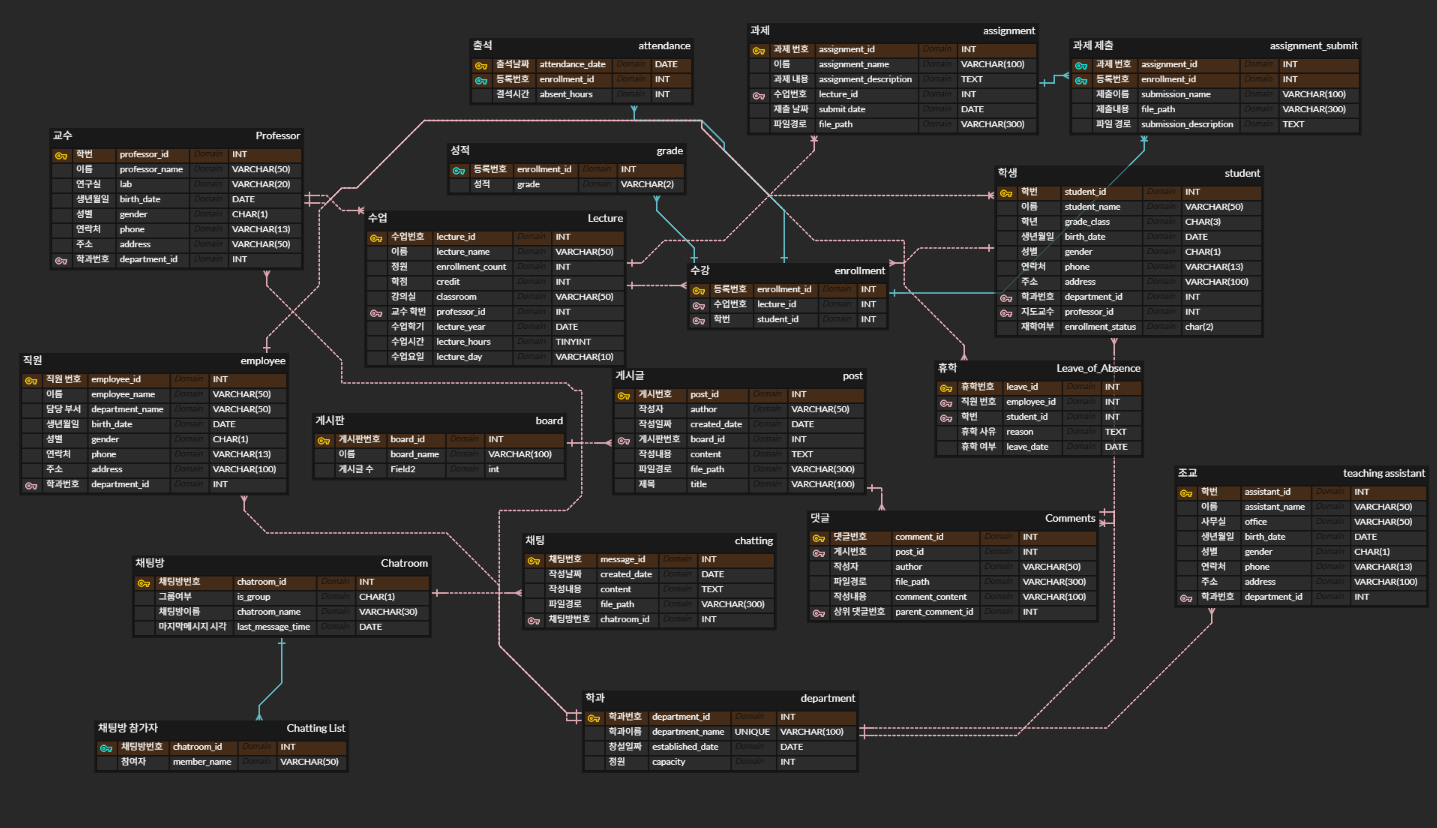 출석 attendance
출석날짜 attendance_date Domain DATE
등록번호 enrollment_id Domain INT
결석시간 absent_hours Domain INT
과제 assignment
과제 번호 assignment_id Domain INT
이름 assignment_name Domain VARCHAR(100)
과제 내용 assignment_description Domain TEXT
수업번호 lecture_id Domain INT
제출 날짜 submit date Domain DATE
파일경로 file_path Domain VARCHAR(300)
과제 제출 assignment_submit
과제 번호 assignment_id Domain INT
등록번호 enrollment_id Domain INT
제출이름 submission_name Domain VARCHAR(100)
제출내용 file_path Domain VARCHAR(300)
파일 경로 submission_description Domain TEXT
교수 Professor
학번 professor_id Domain INT
이름 professor_name Domain VARCHAR(50)
연구실 lab Domain VARCHAR(20)
생년월일 birth_date Domain DATE
성별 gender Domain CHAR(1)
연락처 phone Domain VARCHAR(13)
주소 address Domain VARCHAR(50)
학과번호 department_id Domain INT
성적 grade
등록번호 enrollment_id Domain INT
성적 grade Domain VARCHAR(2)
학생 student
학번 student_id Domain INT
이름 student_name Domain VARCHAR(50)
학년 grade_class Domain CHAR(3)
생년월일 birth_date Domain DATE
성별 gender Domain CHAR(1)
연락처 phone Domain VARCHAR(13)
주소 address Domain VARCHAR(100)
학과번호 department_id Domain INT
지도교수 professor_id Domain INT
재학여부 enrollment_status Domain char(2)
수업 Lecture
수업번호 lecture_id Domain INT
이름 lecture_name Domain VARCHAR(50)
정원 enrollment_count Domain INT
학점 credit Domain INT
강의실 classroom Domain VARCHAR(50)
교수 학번 professor_id Domain INT
수업학기 lecture_year Domain DATE
수업시간 lecture_hours Domain TINYINT
수업요일 lecture_day Domain VARCHAR(10)
수강 enrollment
등록번호 enrollment_id Domain INT
수업번호 lecture_id Domain INT
학번 student_id Domain INT
직원 employee
직원 번호 employee_id Domain INT
이름 employee_name Domain VARCHAR(50)
담당 부서 department_name Domain VARCHAR(50)
생년월일 birth_date Domain DATE
성별 gender Domain CHAR(1)
연락처 phone Domain VARCHAR(13)
주소 address Domain VARCHAR(100)
학과번호 department_id Domain INT
게시판 board
게시판번호 board_id Domain INT
이름 board_name Domain VARCHAR(100)
게시글 수 Field2 Domain int
게시글 post
게시번호 post_id Domain INT
작성자 author Domain VARCHAR(50)
작성일짜 created_date Domain DATE
게시판번호 board_id Domain INT
작성내용 content Domain TEXT
파일경로 file_path Domain VARCHAR(300)
제목 title Domain VARCHAR(100)
휴학 Leave_of_Absence
휴학번호 leave_id Domain INT
직원 번호 employee_id Domain INT
학번 student_id Domain INT
휴학 사유 reason Domain TEXT
휴학 여부 leave_date Domain DATE
조교 teaching assistant
학번 assistant_id Domain INT
이름 assistant_name Domain VARCHAR(50)
사무실 office Domain VARCHAR(50)
생년월일 birth_date Domain DATE
성별 gender Domain CHAR(1)
연락처 phone Domain VARCHAR(13)
주소 address Domain VARCHAR(100)
학과번호 department_id Domain INT
댓글 Comments
댓글번호 comment_id Domain INT
게시번호 post_id Domain INT
작성자 author Domain VARCHAR(50)
파일경로 file_path Domain VARCHAR(300)
작성내용 comment_content Domain VARCHAR(100)
상위 댓글번호 parent_comment_id Domain INT
채팅방 Chatroom
채팅방번호 chatroom_id Domain INT
그룹여부 is_group Domain CHAR(1)
채팅방이름 chatroom_name Domain VARCHAR(30)
마지막메시지 시각 last_message_time Domain DATE
채팅 chatting
채팅번호 message_id Domain INT
작성날짜 created_date Domain DATE
작성내용 content Domain TEXT
파일경로 file_path Domain VARCHAR(300)
채팅방번호 chatroom_id Domain INT
채팅방 참가자 Chatting List
채팅방번호 chatroom_id Domain INT
참여자 member_name Domain VARCHAR(50)
학과 department
학과번호 department_id Domain INT
학과이름 department_name UNIQUE VARCHAR(100)
창설일짜 established_date Domain DATE
정원 capacity Domain INT